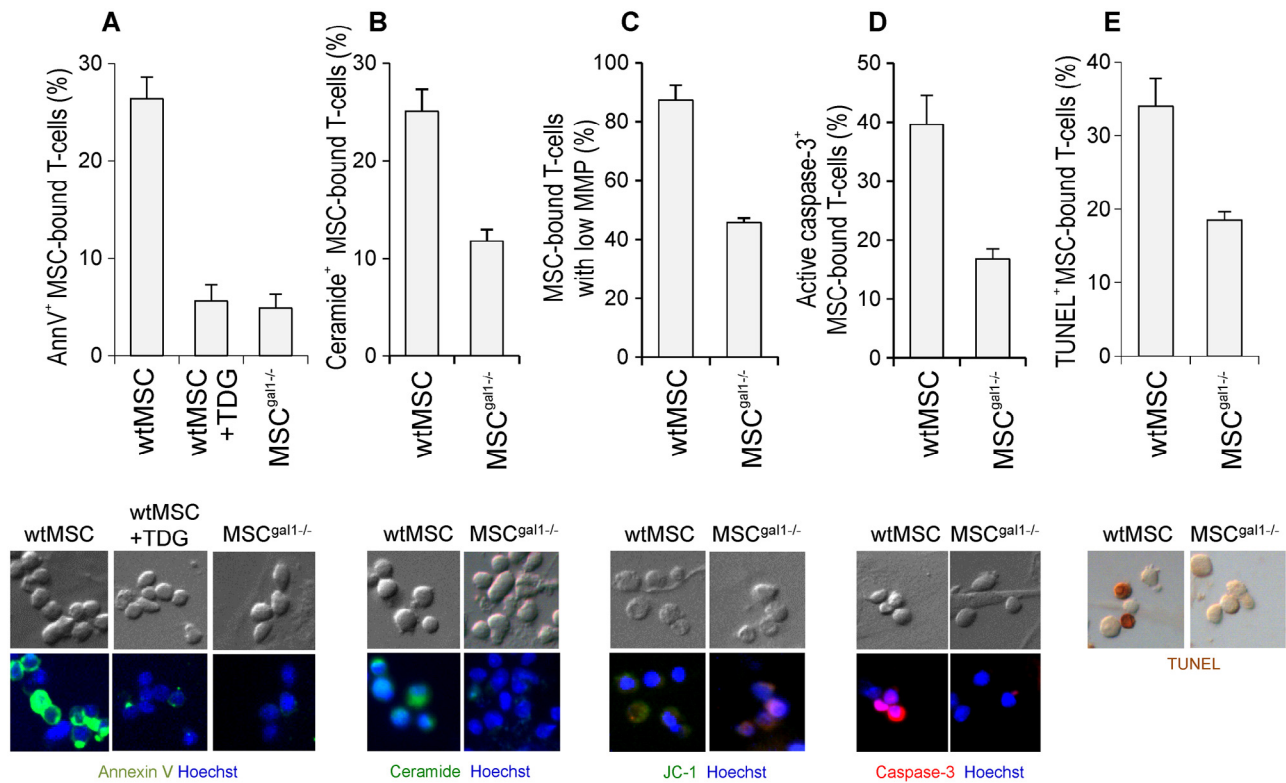 A
B
C
D
E
AnnV+ MSC-bound T-cells (%)
30
20
10
0
wtMSC
wtMSC
+TDG
MSCgal1-/-
Ceramide+ MSC-bound T-cells (%)
30
20
10
0
wtMSC
MSCgal1-/-
MSC-bound T-cells
with low MMP (%)
100
80
60
40
20
0
wtMSC
MSCgal1-/-
Active caspase-3+
MSC-bound T-cells (%)
50
40
30
20
10
0
wtMSC
MSCgal1-/-
TUNEL+ MSC-bound T-cells (%)
40
30
20
10
0
wtMSC
MSCgal1-/-
wtMSC
wtMSC
+TDG
MSCgal1-/-
Annexin V Hoechst
wtMSC MSCgal1-/-
Ceramide Hoechst
wtMSC MSCgal1-/-
JC-1 Hoechst
wtMSC MSCgal1-/-
Caspase-3 Hoechst
wtMSC MSCgal1-/-
TUNEL